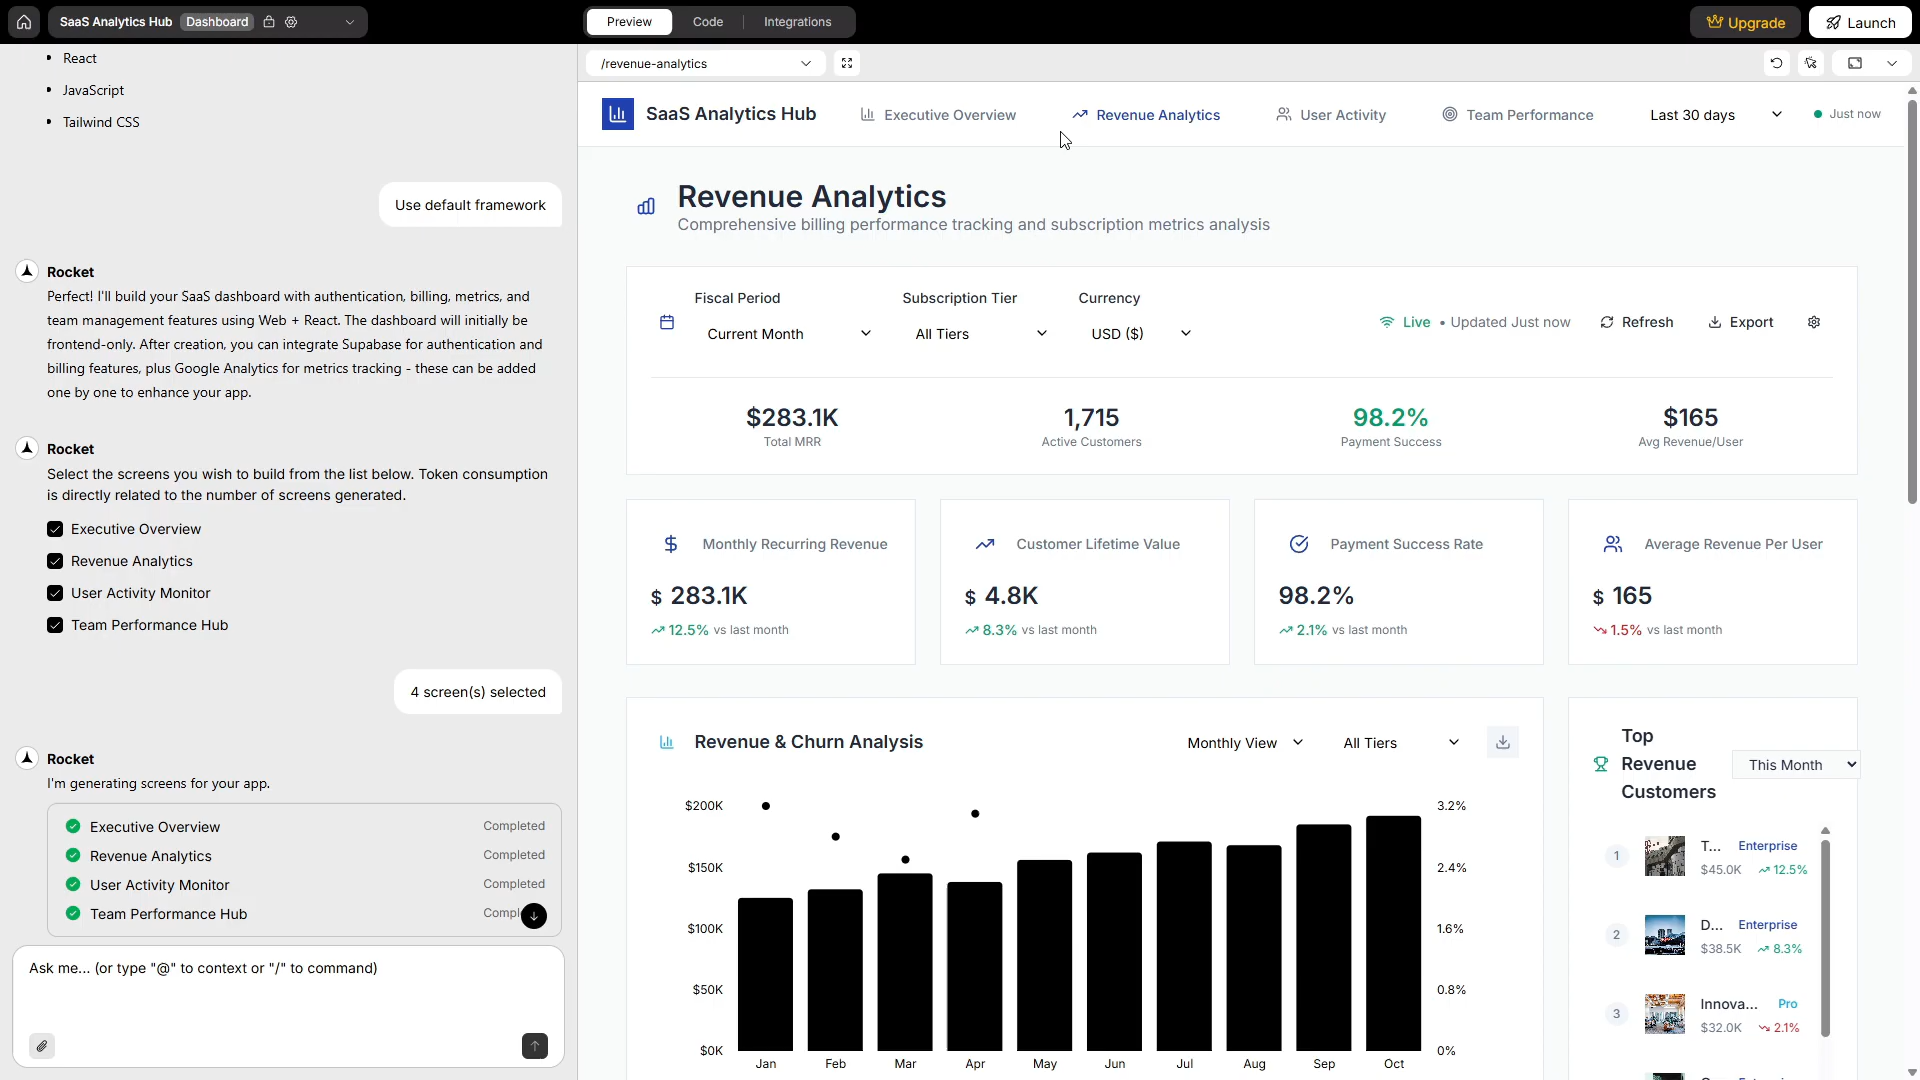 SaaS Analytics Hub Dashboard
Preview Code Integrations
Upgrade
Launch
• React
• JavaScript
• Tailwind CSS
Use default framework
Rocket
Perfect! I'll build your SaaS dashboard with authentication, billing, metrics, and
team management features using Web + React. The dashboard will initially be
frontend-only. After creation, you can integrate Supabase for authentication and
billing features, plus Google Analytics for metrics tracking - these can be added
one by one to enhance your app.
Rocket
Select the screens you wish to build from the list below. Token consumption
is directly related to the number of screens generated.
Executive Overview
Revenue Analytics
User Activity Monitor
Team Performance Hub
4 screen(s) selected
Rocket
I'm generating screens for your app.
Executive Overview Completed
Revenue Analytics Completed
User Activity Monitor Completed
Team Performance Hub Compl
Ask me... (or type "@" to context or "/" to command)
/revenue-analytics
SaaS Analytics Hub
Executive Overview
Revenue Analytics
User Activity
Team Performance
Last 30 days
Just now
Revenue Analytics
Comprehensive billing performance tracking and subscription metrics analysis
Fiscal Period Subscription Tier Currency
Current Month All Tiers USD ($)
Live • Updated Just now Refresh Export
$283.1K 1,715 98.2% $165
Total MRR Active Customers Payment Success Avg Revenue/User
Monthly Recurring Revenue
$ 283.1K
12.5% vs last month
Customer Lifetime Value
$ 4.8K
8.3% vs last month
Payment Success Rate
98.2%
2.1% vs last month
Average Revenue Per User
$ 165
1.5% vs last month
Revenue & Churn Analysis
Monthly View All Tiers
$200K 3.2%
$150K 2.4%
$100K 1.6%
$50K 0.8%
$0K 0%
Jan Feb Mar Apr May Jun Jul Aug Sep Oct
Top
Revenue
Customers
This Month
1 T... Enterprise
$45.0K 12.5%
2 D... Enterprise
$38.5K 8.3%
3 Innova... Pro
$32.0K 2.1%